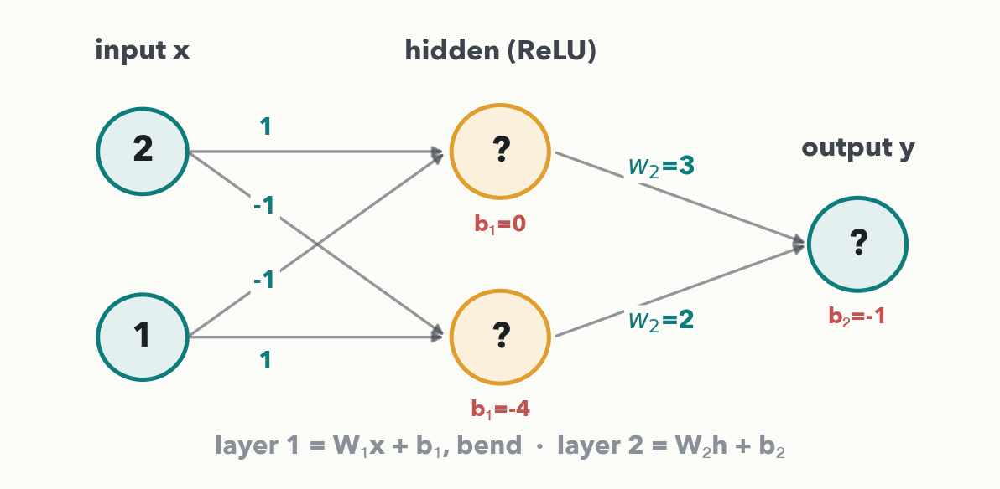 input x
hidden (ReLU)
output y
2
1
?
w₂=3
-1
b₁=0
?
-1
b₂=-1
1
1
?
w₂=2
b₁=-4
layer 1 = W₁x + b₁, bend · layer 2 = W₂h + b₂